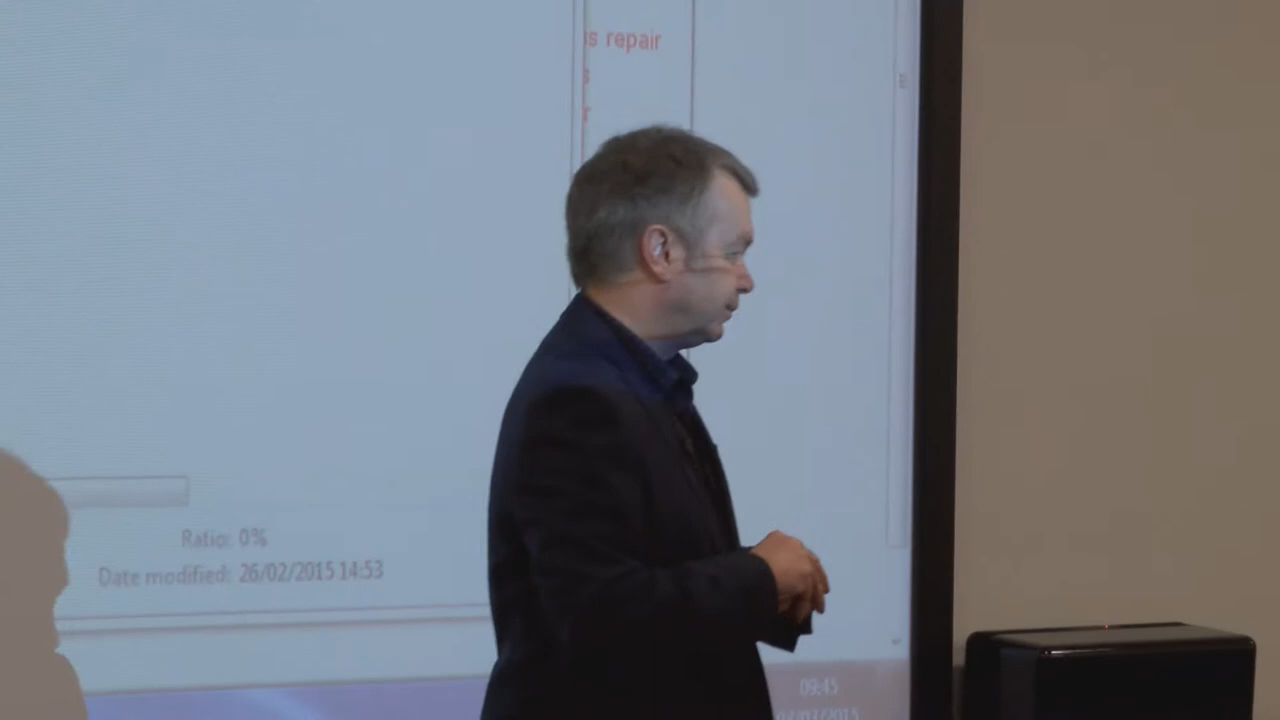 s repair
s
r
Ratio: 0%
Date modified: 26/02/2015 14:53
09:45